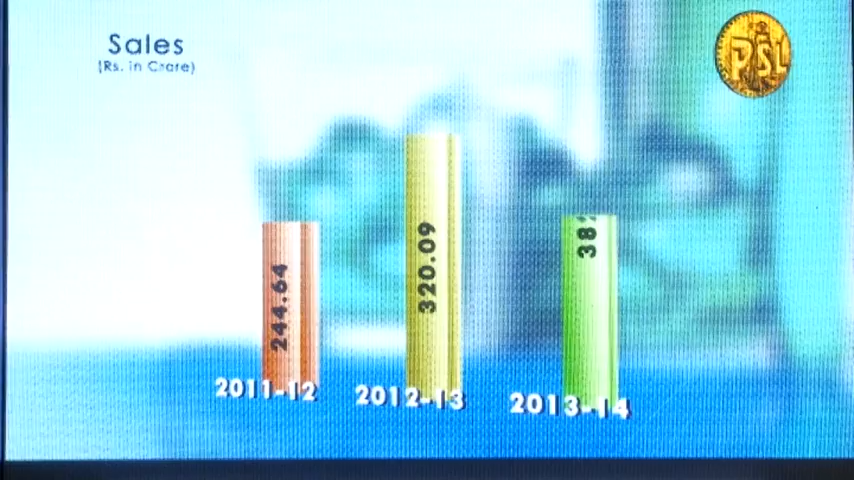 Sales
(Rs. in Crore)
PSL
244.64
320.09
2011-12
2012-13
2013-14